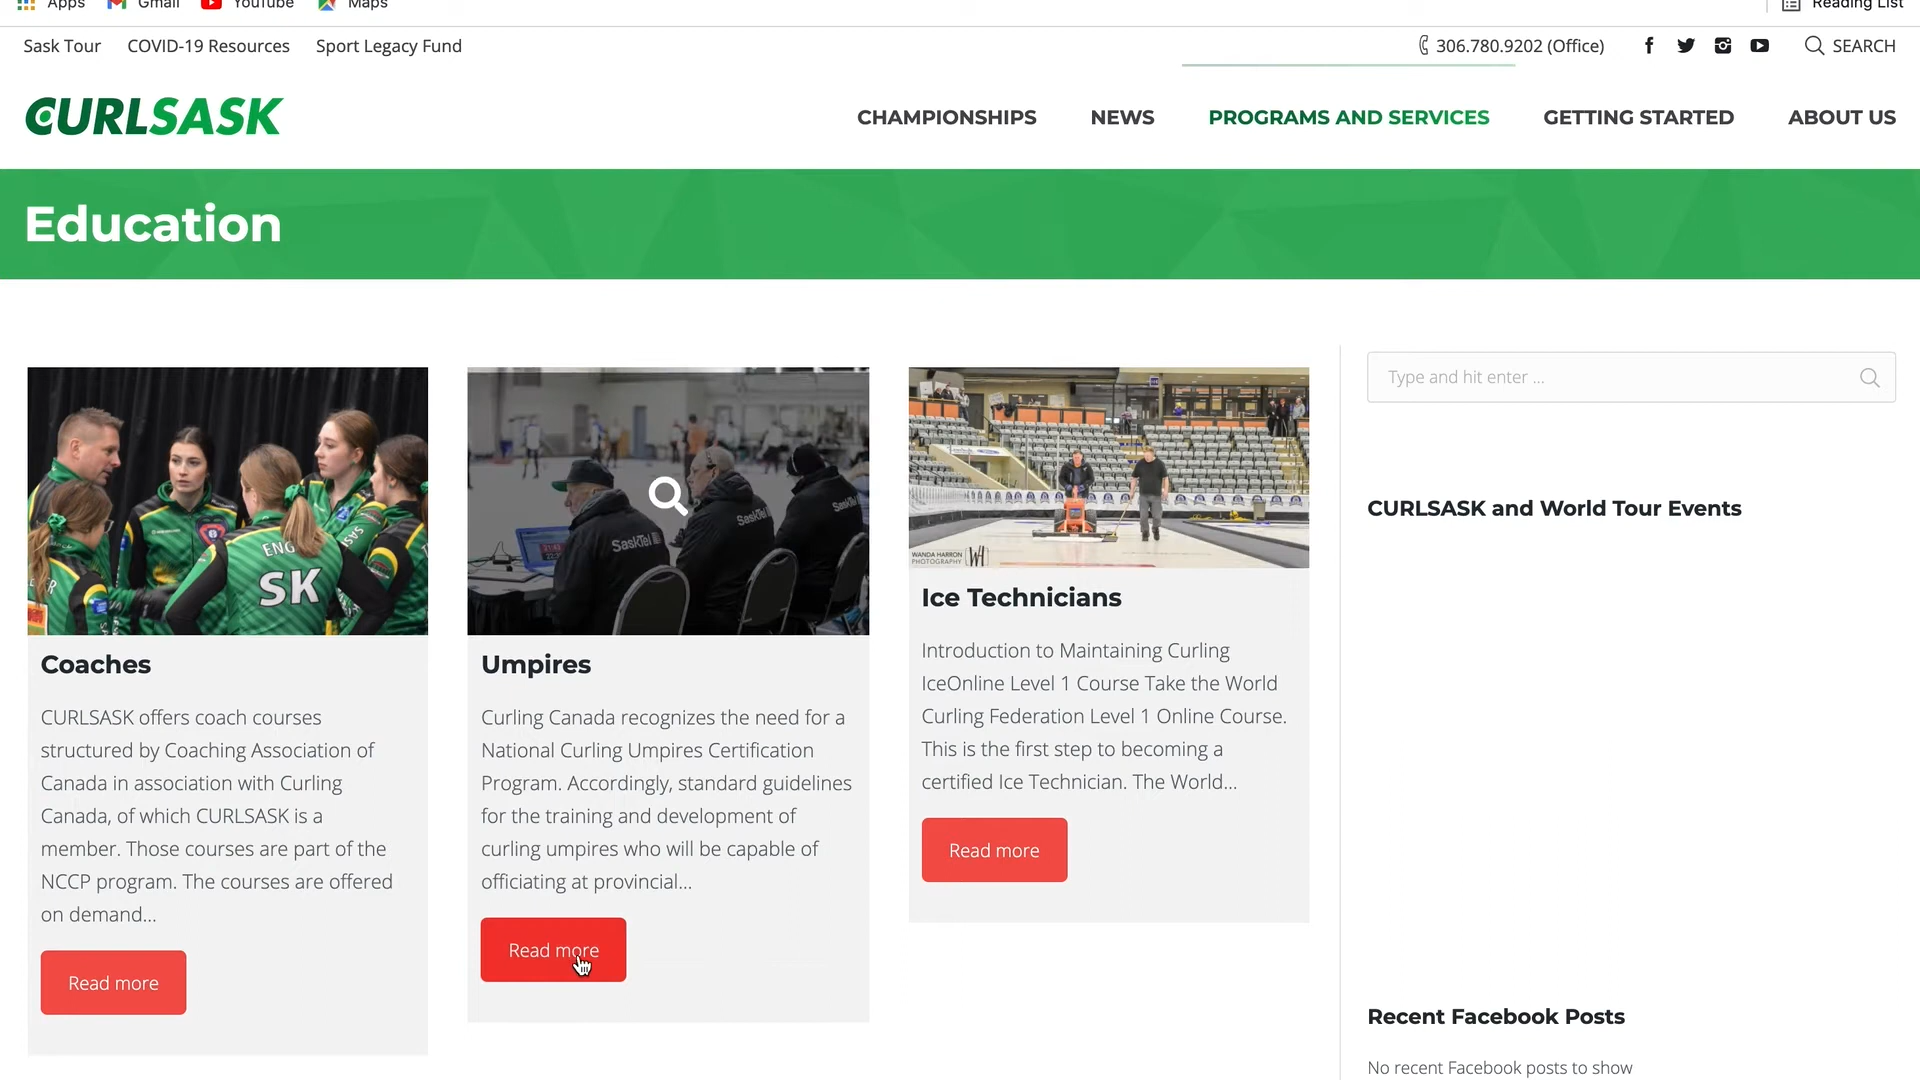 Apps Gmail YouTube Maps Reading List
Sask Tour COVID-19 Resources Sport Legacy Fund 306.780.9202 (Office) SEARCH
CURLSASK CHAMPIONSHIPS NEWS PROGRAMS AND SERVICES GETTING STARTED ABOUT US
Education
ENG
SK
Coaches
CURLSASK offers coach courses
structured by Coaching Association of
Canada in association with Curling
Canada, of which CURLSASK is a
member. Those courses are part of the
NCCP program. The courses are offered
on demand...
Read more
SaskTel
SaskTel
SaskTel
Umpires
Curling Canada recognizes the need for a
National Curling Umpires Certification
Program. Accordingly, standard guidelines
for the training and development of
curling umpires who will be capable of
officiating at provincial...
Read more
WANDA HARRON
PHOTOGRAPHY
Ice Technicians
Introduction to Maintaining Curling
IceOnline Level 1 Course Take the World
Curling Federation Level 1 Online Course.
This is the first step to becoming a
certified Ice Technician. The World...
Read more
Type and hit enter ...
CURLSASK and World Tour Events
Recent Facebook Posts
No recent Facebook posts to show